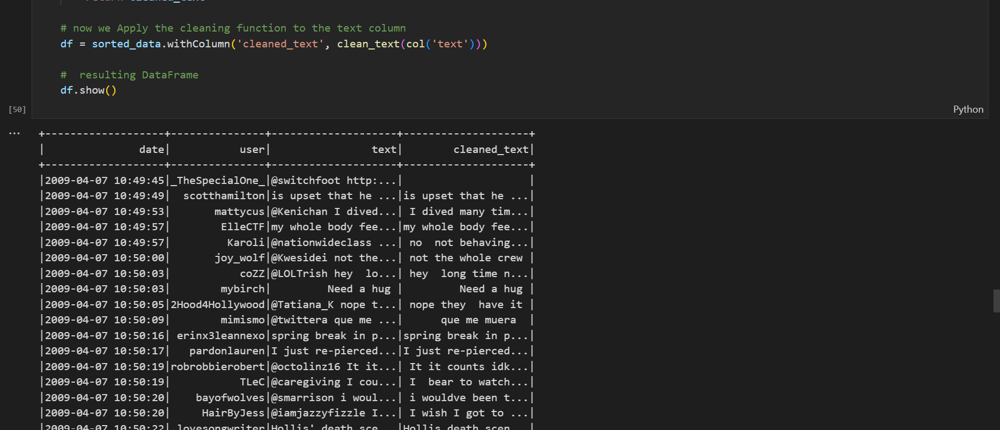 # now we Apply the cleaning function to the text column
df = sorted_data.withColumn('cleaned_text', clean_text(col('text')))
#  resulting DataFrame
df.show()
[50]
Python
...
+-------------------+---------------+--------------------+--------------------+
|               date|           user|                text|        cleaned_text|
+-------------------+---------------+--------------------+--------------------+
|2009-04-07 10:49:45|_TheSpecialOne_|@switchfoot http:...|                    |
|2009-04-07 10:49:49|  scotthamilton|is upset that he ...|is upset that he ...|
|2009-04-07 10:49:53|       mattycus|@Kenichan I dived...| I dived many tim...|
|2009-04-07 10:49:57|        ElleCTF|my whole body fee...|my whole body fee...|
|2009-04-07 10:49:57|         Karoli|@nationwideclass ...| no  not behaving...|
|2009-04-07 10:50:00|       joy_wolf|@Kwesidei not the...| not the whole crew |
|2009-04-07 10:50:03|           coZZ|@LOLTrish hey  lo...| hey  long time n...|
|2009-04-07 10:50:03|        mybirch|         Need a hug |         Need a hug |
|2009-04-07 10:50:05|2Hood4Hollywood|@Tatiana_K nope t...| nope they  have it |
|2009-04-07 10:50:09|        mimismo|@twittera que me ...|      que me muera  |
|2009-04-07 10:50:16| erinx3leannexo|spring break in p...|spring break in p...|
|2009-04-07 10:50:17|   pardonlauren|I just re-pierced...|I just re-pierced...|
|2009-04-07 10:50:19|robrobbierobert|@octolinz16 It it...| It it counts idk...|
|2009-04-07 10:50:19|           TLeC|@caregiving I cou...| I  bear to watch...|
|2009-04-07 10:50:20|    bayofwolves|@smarrison i woul...| i wouldve been t...|
|2009-04-07 10:50:20|     HairByJess|@iamjazzyfizzle I...| I wish I got to ...|
|2009-04-07 10:50:22| lovesongwriter|Hollis' death sce...|Hollis death scen...|